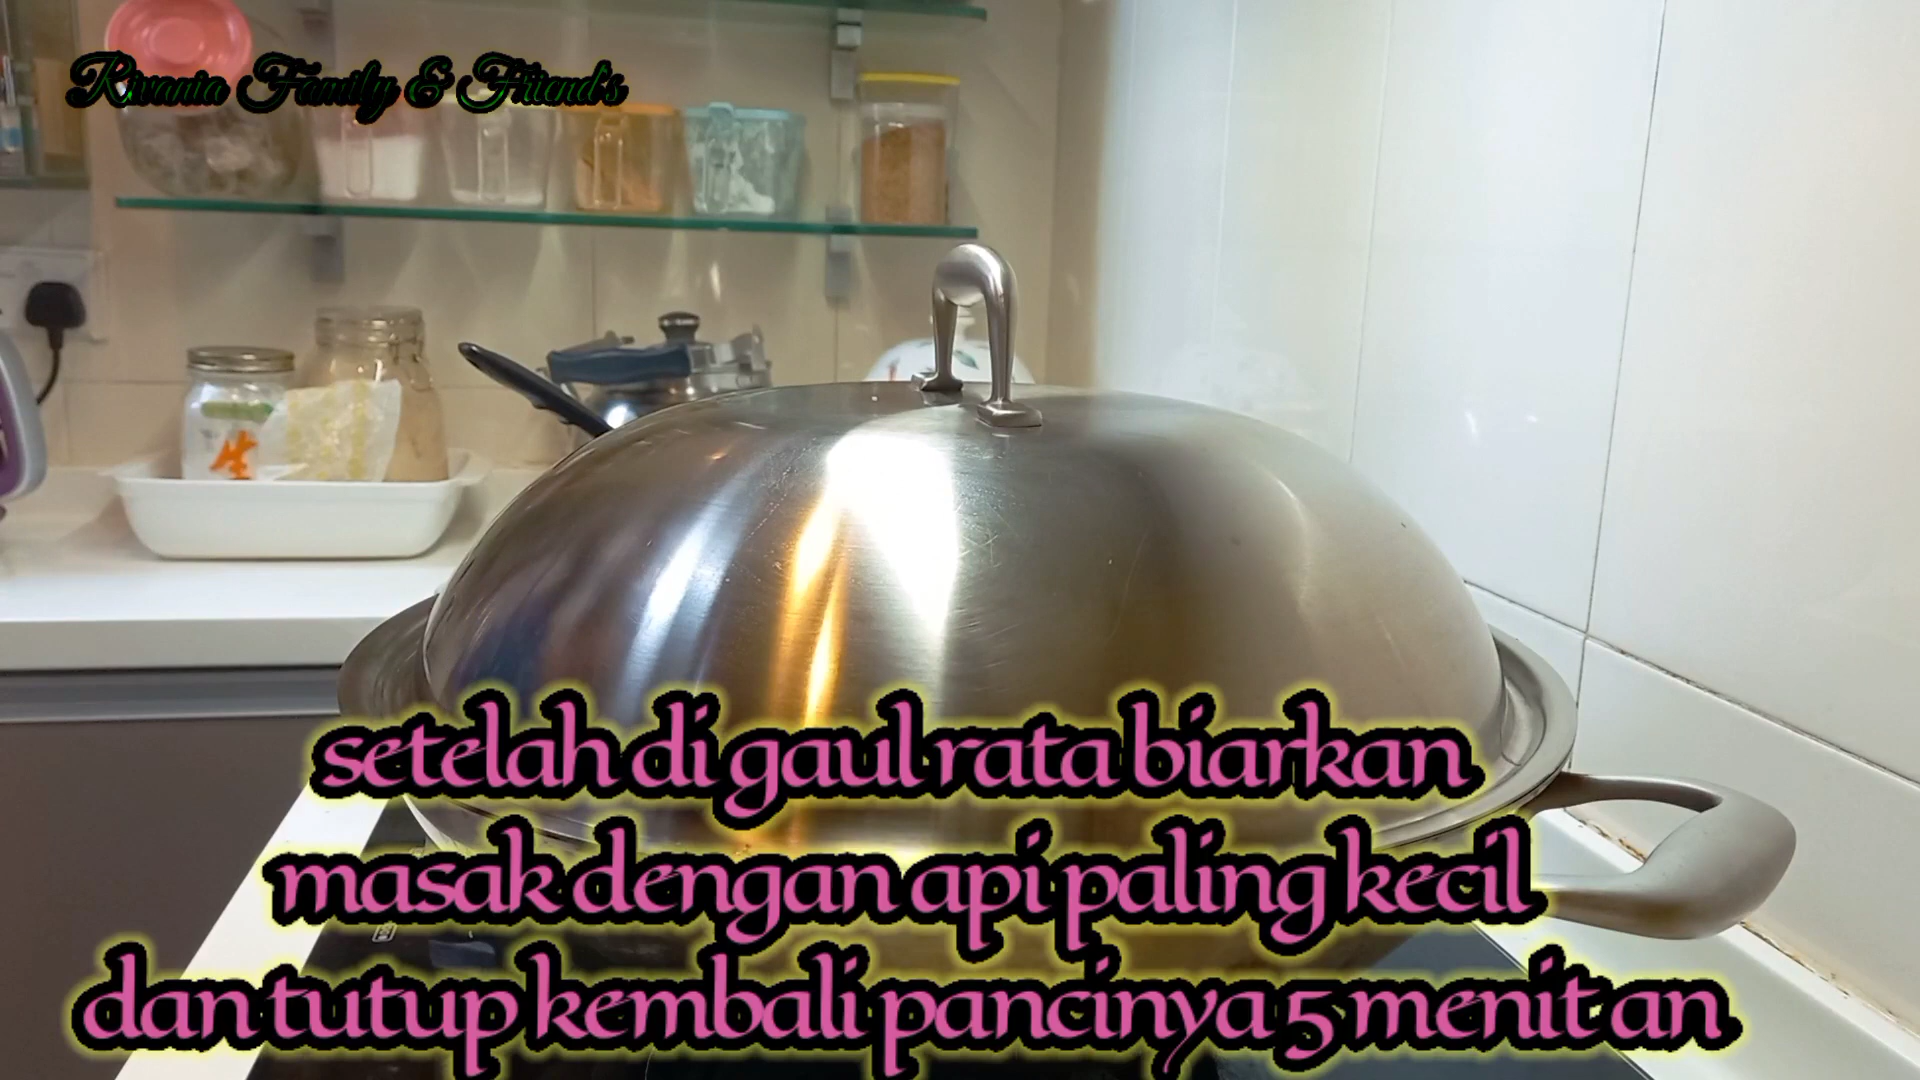 Rivania Family & Friend's
setelah di gaul rata biarkan
masak dengan api paling kecil
dan tutup kembali pancinya 5 menit an